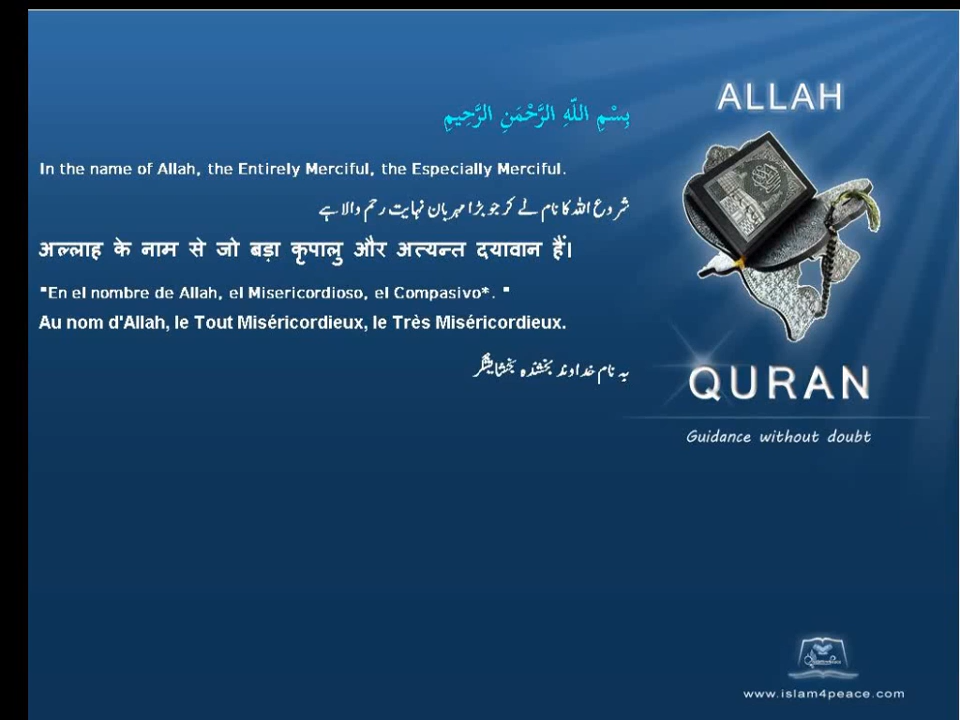 بِسْمِ اللَّهِ الرَّحْمَنِ الرَّحِيمِ
In the name of Allah, the Entirely Merciful, the Especially Merciful.
شروع الله کا نام لے کر جو بڑا مہربان نہایت رحم والا ہے
अल्लाह के नाम से जो बड़ा कृपालु और अत्यन्त दयावान हैं।
"En el nombre de Allah, el Misericordioso, el Compasivo*. "
Au nom d'Allah, le Tout Miséricordieux, le Très Miséricordieux.
به نام خداوند بخشنده بخشایشگر
ALLAH
QURAN
Guidance without doubt
www.islam4peace.com